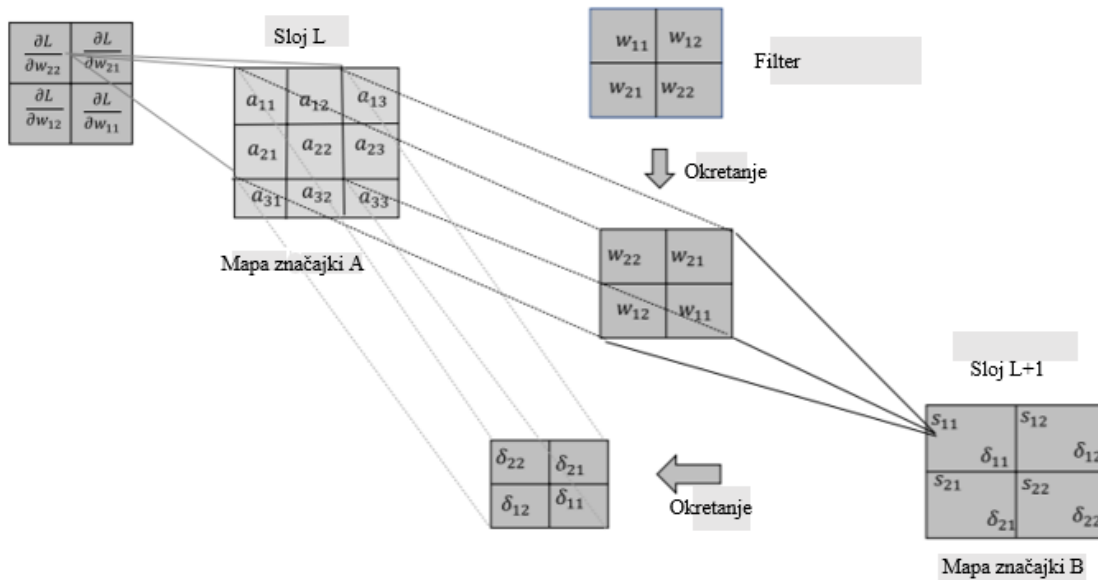 ∂L/∂w₂₂ ∂L/∂w₂₁
∂L/∂w₁₂ ∂L/∂w₁₁
Sloj L
a₁₁ a₁₂ a₁₃
a₂₁ a₂₂ a₂₃
a₃₁ a₃₂ a₃₃
Mapa značajki A
w₁₁ w₁₂
w₂₁ w₂₂
Filter
Okretanje
w₂₂ w₂₁
w₁₂ w₁₁
Sloj L+1
s₁₁ s₁₂
δ₁₁ δ₁₂
s₂₁ s₂₂
δ₂₁ δ₂₂
Mapa značajki B
Okretanje
δ₂₂ δ₂₁
δ₁₂ δ₁₁